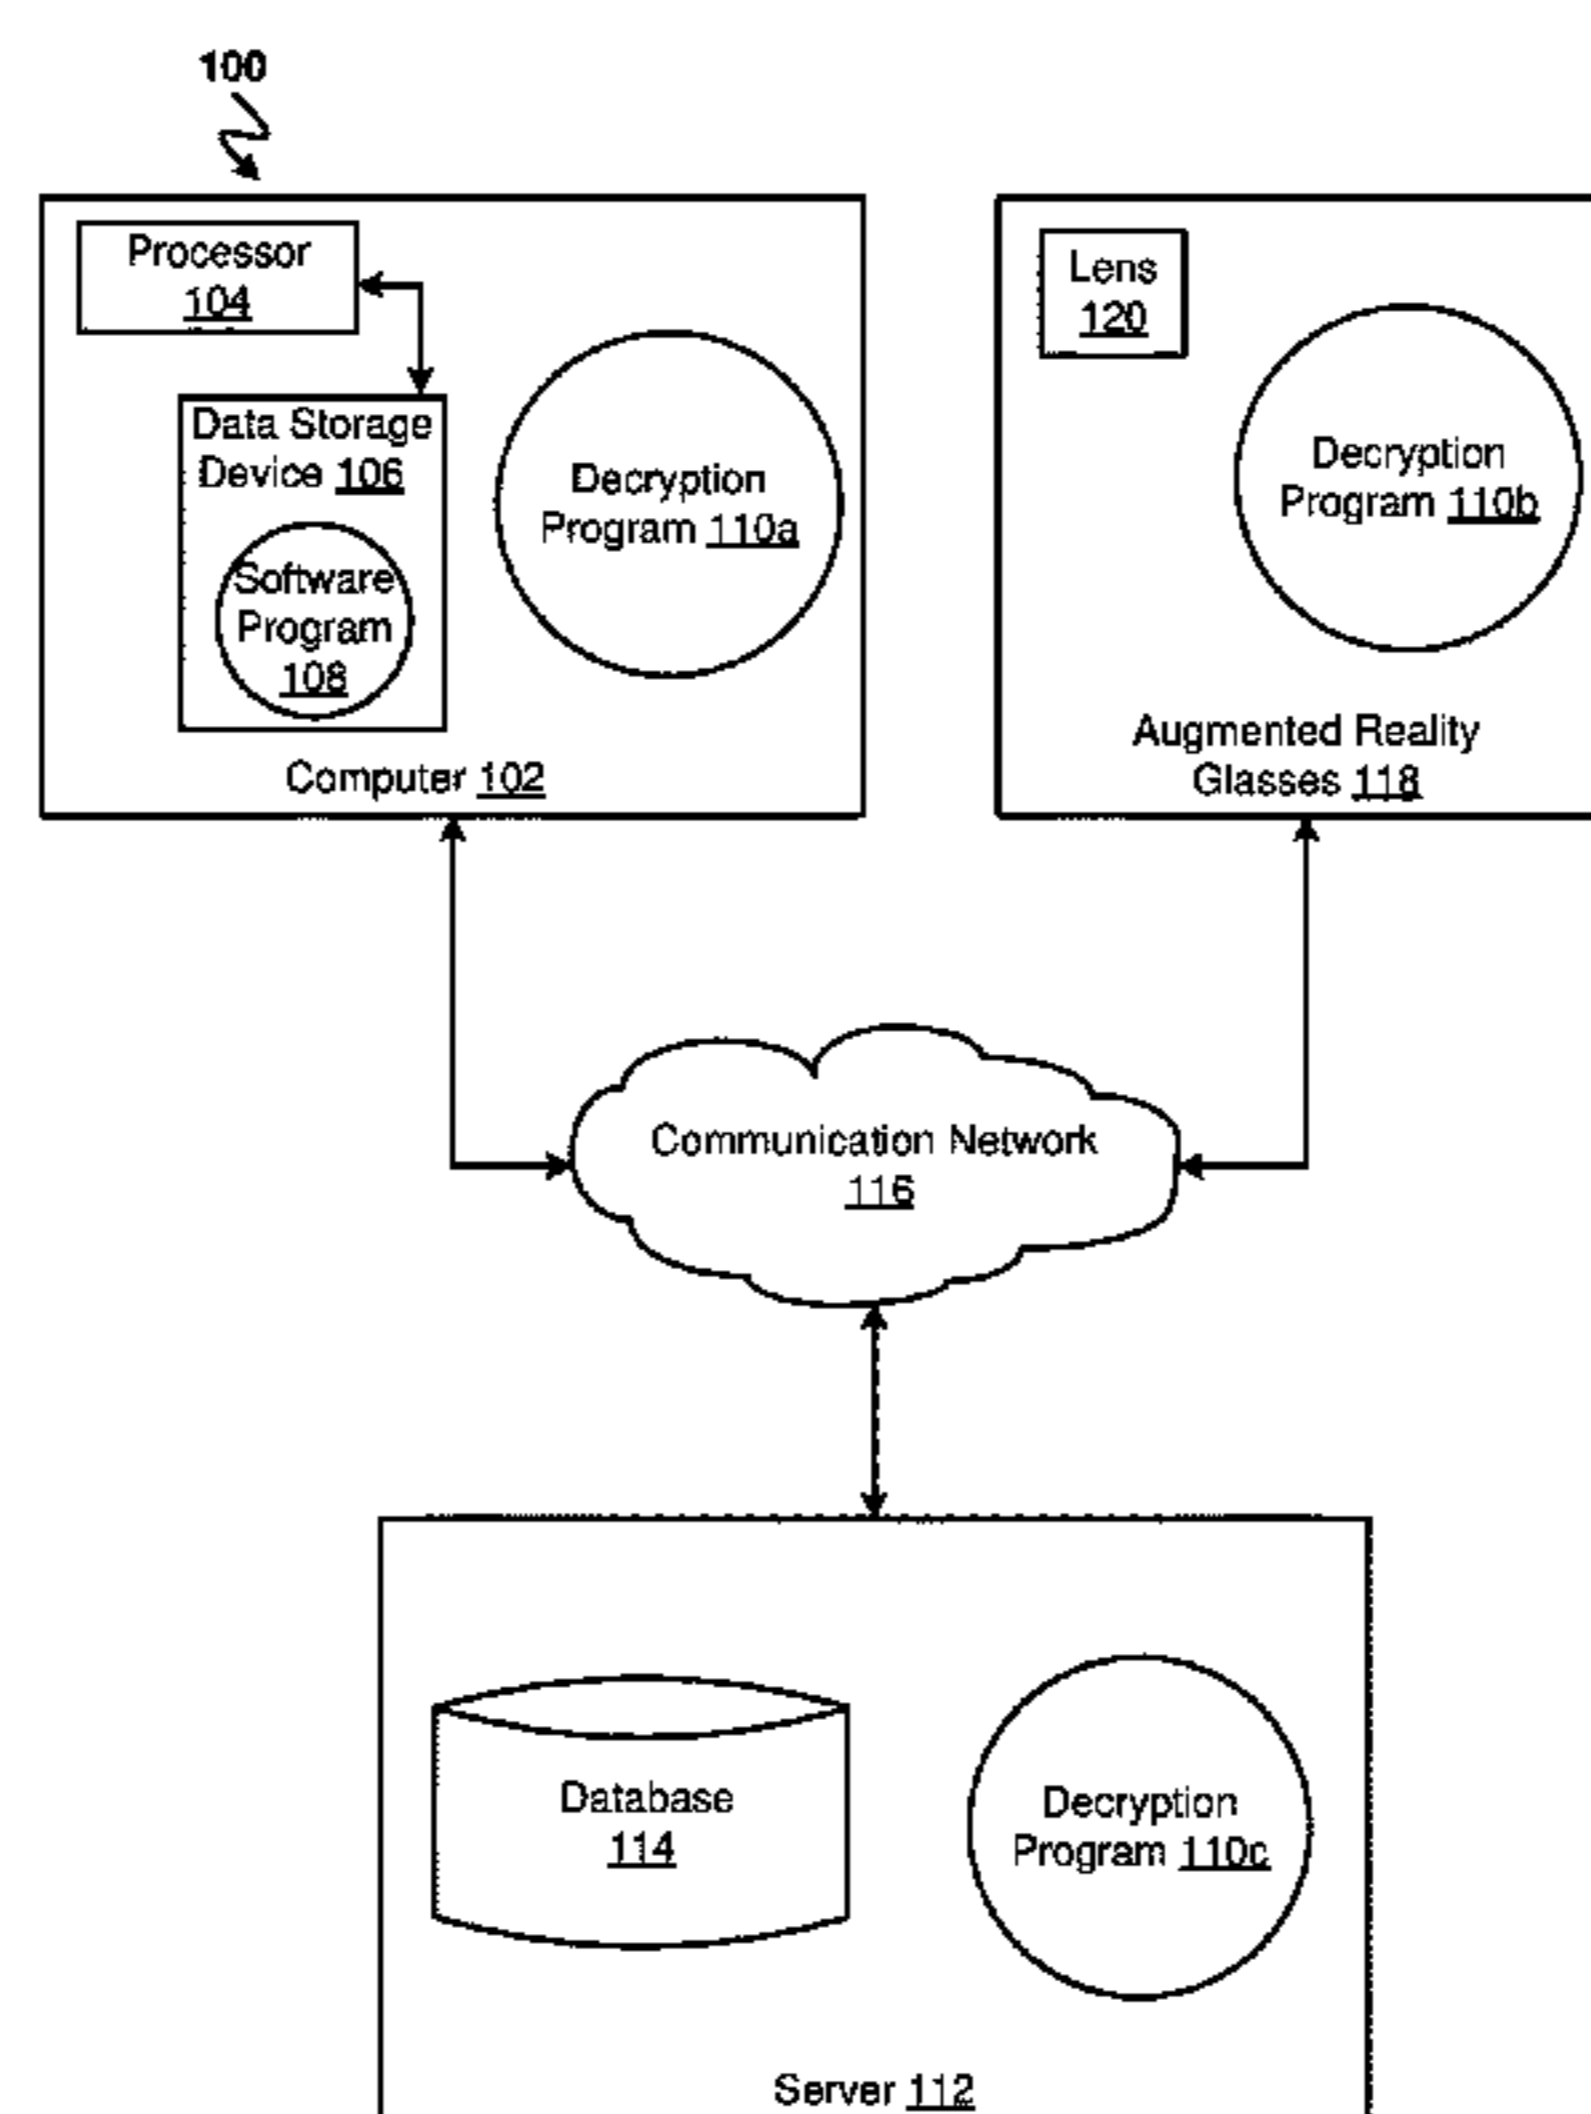 100
Processor
104
Data Storage
Device 106
Software
Program
108
Decryption
Program 110a
Computer 102
Lens
120
Decryption
Program 110b
Augmented Reality
Glasses 118
Communication Network
116
Database
114
Decryption
Program 110c
Server 112